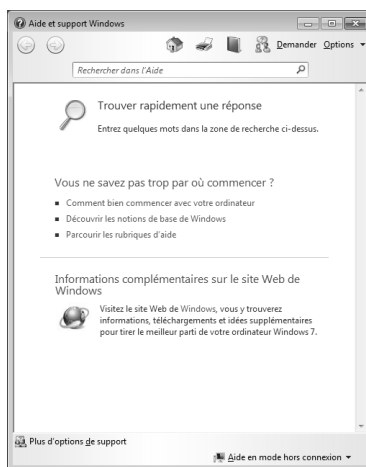 Aide et support Windows
Demander Options
Rechercher dans l'Aide
Trouver rapidement une réponse
Entrez quelques mots dans la zone de recherche ci-dessus.
Vous ne savez pas trop par où commencer ?
Comment bien commencer avec votre ordinateur
Découvrir les notions de base de Windows
Parcourir les rubriques d'aide
Informations complémentaires sur le site Web de
Windows
Visitez le site Web de Windows, vous y trouverez
informations, téléchargements et idées supplémentaires
pour tirer le meilleur parti de votre ordinateur Windows 7.
Plus d'options de support
Aide en mode hors connexion